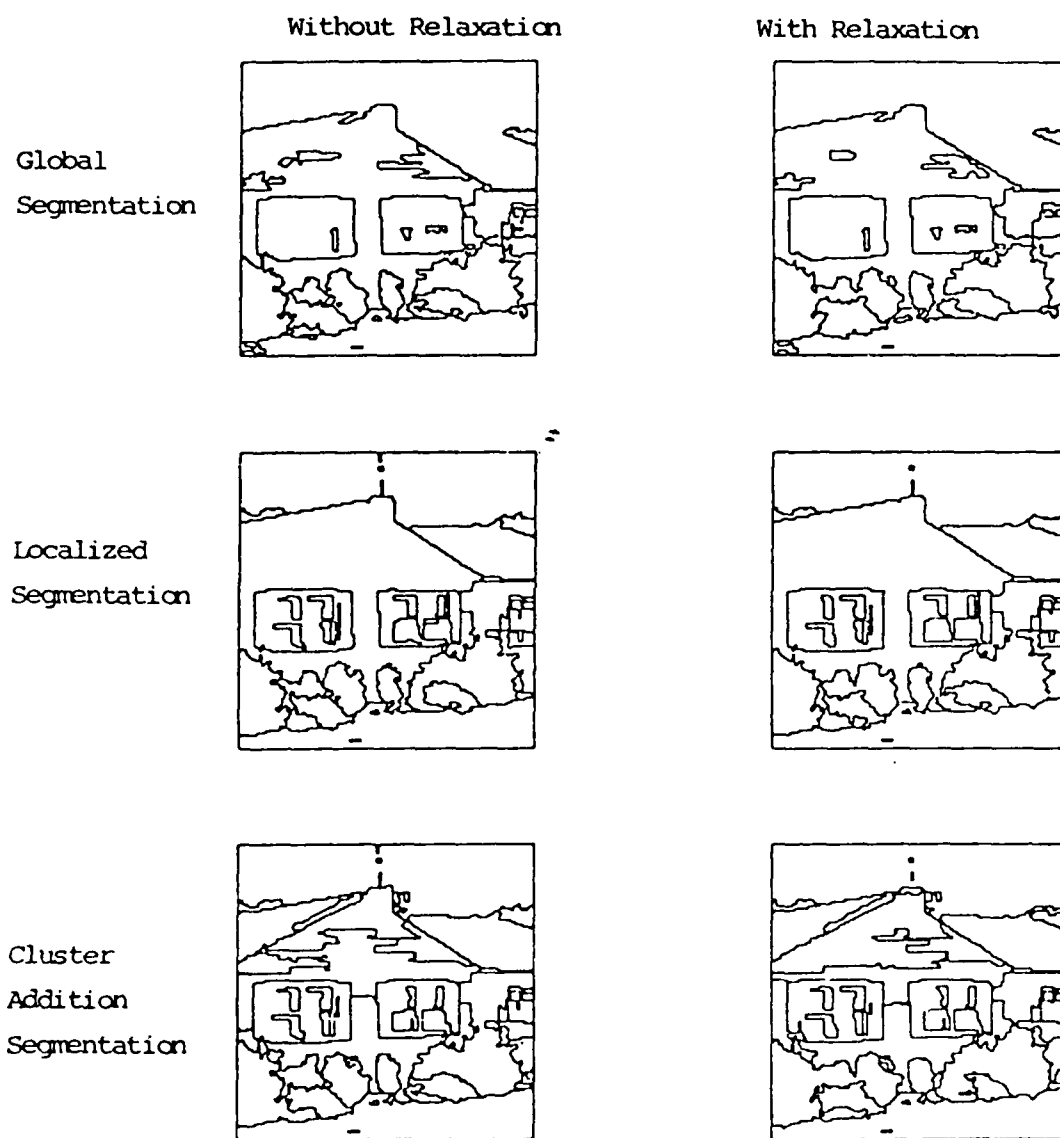 Without Relaxation
With Relaxation
Global
Segmentation
Localized
Segmentation
Cluster
Addition
Segmentation